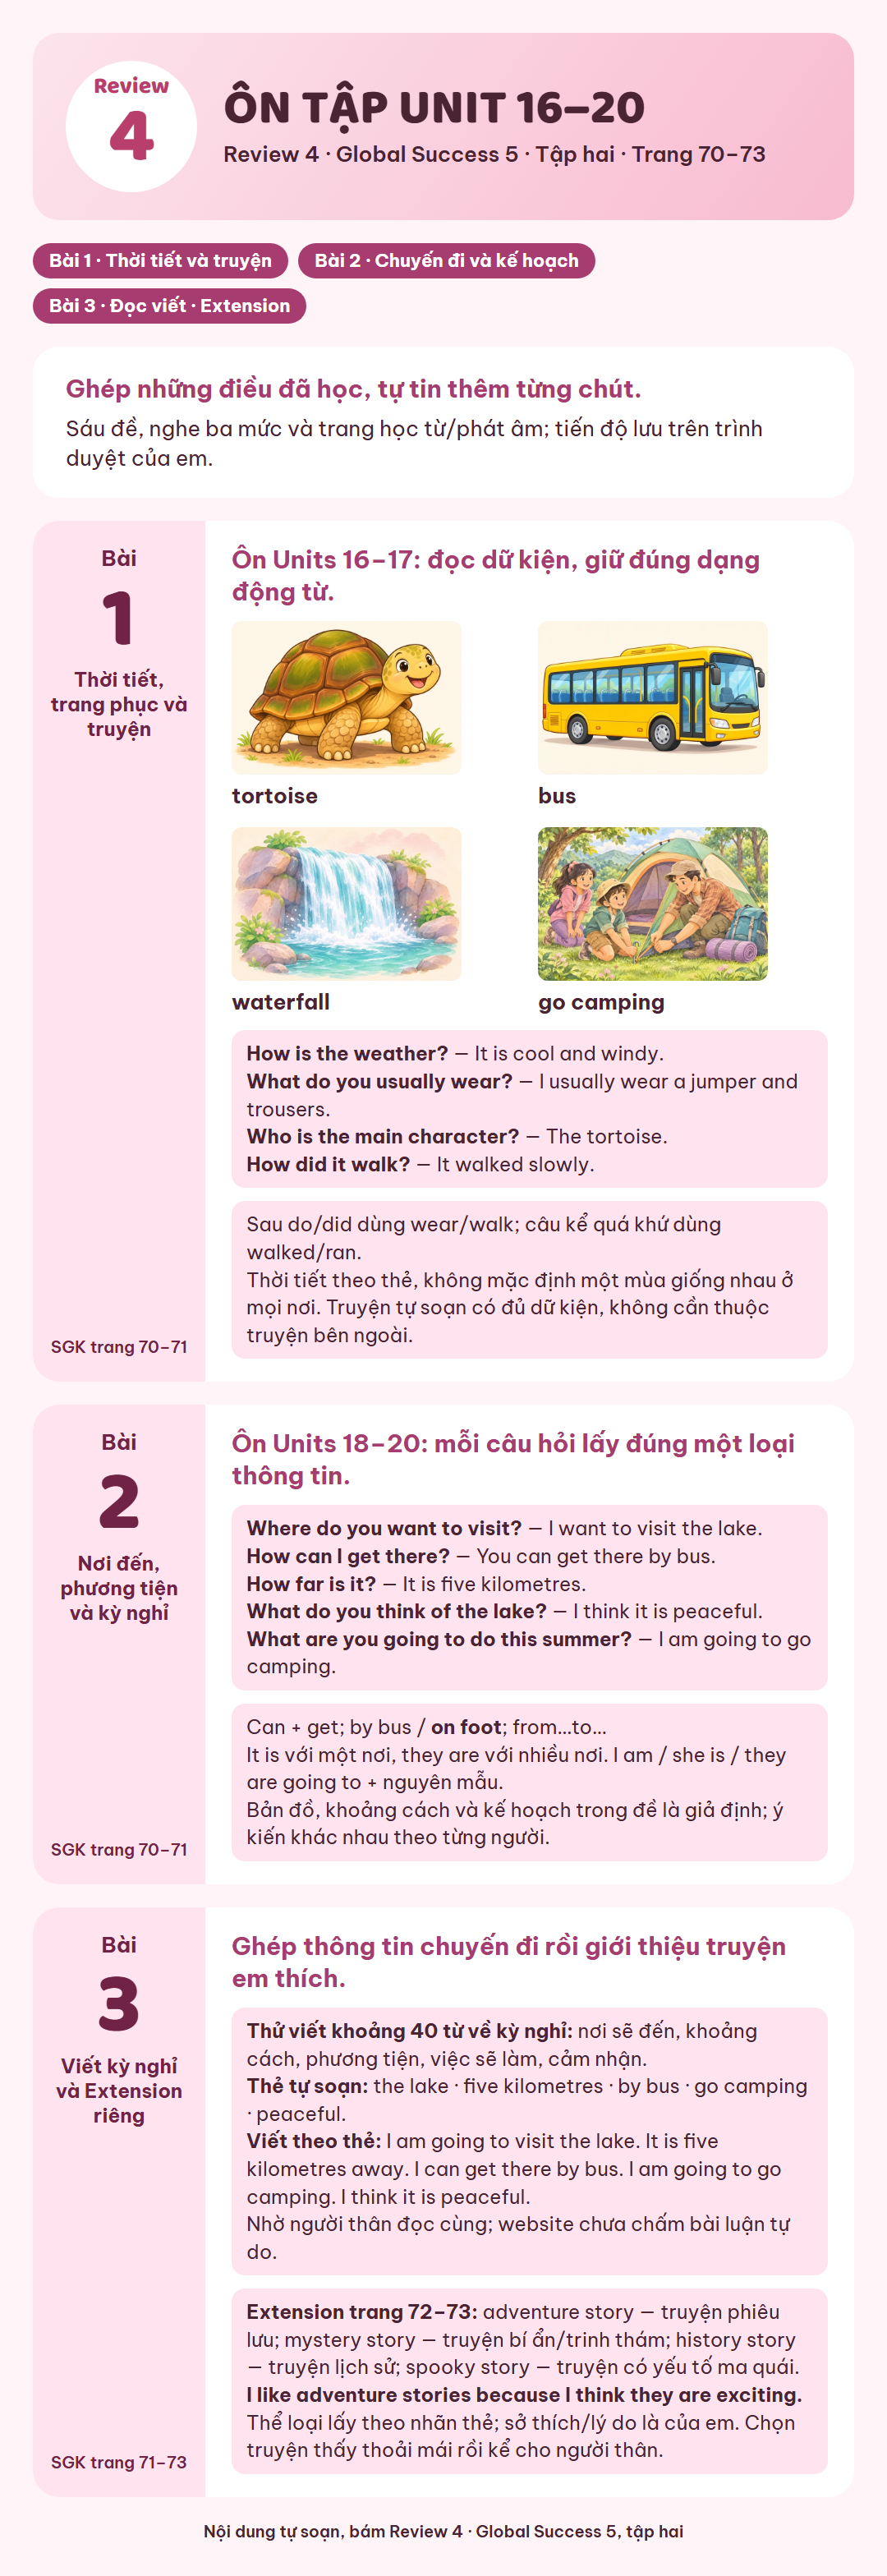 Review
4
ÔN TẬP UNIT 16–20
Review 4 · Global Success 5 · Tập hai · Trang 70–73
Bài 1 · Thời tiết và truyện
Bài 2 · Chuyến đi và kế hoạch
Bài 3 · Đọc viết · Extension
Ghép những điều đã học, tự tin thêm từng chút.
Sáu đề, nghe ba mức và trang học từ/phát âm; tiến độ lưu trên trình
duyệt của em.
Bài
1
Thời tiết,
trang phục và
truyện
SGK trang 70–71
Ôn Units 16–17: đọc dữ kiện, giữ đúng dạng
động từ.
tortoise
bus
waterfall
go camping
How is the weather? — It is cool and windy.
What do you usually wear? — I usually wear a jumper and
trousers.
Who is the main character? — The tortoise.
How did it walk? — It walked slowly.
Sau do/did dùng wear/walk; câu kể quá khứ dùng
walked/ran.
Thời tiết theo thẻ, không mặc định một mùa giống nhau ở
mọi nơi. Truyện tự soạn có đủ dữ kiện, không cần thuộc
truyện bên ngoài.
Bài
2
Nơi đến,
phương tiện
và kỳ nghỉ
SGK trang 70–71
Ôn Units 18–20: mỗi câu hỏi lấy đúng một loại
thông tin.
Where do you want to visit? — I want to visit the lake.
How can I get there? — You can get there by bus.
How far is it? — It is five kilometres.
What do you think of the lake? — I think it is peaceful.
What are you going to do this summer? — I am going to go
camping.
Can + get; by bus / on foot; from...to...
It is với một nơi, they are với nhiều nơi. I am / she is / they
are going to + nguyên mẫu.
Bản đồ, khoảng cách và kế hoạch trong đề là giả định; ý
kiến khác nhau theo từng người.
Bài
3
Viết kỳ nghỉ
và Extension
riêng
SGK trang 71–73
Ghép thông tin chuyến đi rồi giới thiệu truyện
em thích.
Thử viết khoảng 40 từ về kỳ nghỉ: nơi sẽ đến, khoảng
cách, phương tiện, việc sẽ làm, cảm nhận.
Thẻ tự soạn: the lake · five kilometres · by bus · go camping
· peaceful.
Viết theo thẻ: I am going to visit the lake. It is five
kilometres away. I can get there by bus. I am going to go
camping. I think it is peaceful.
Nhờ người thân đọc cùng; website chưa chấm bài luận tự
do.
Extension trang 72–73: adventure story — truyện phiêu
lưu; mystery story — truyện bí ẩn/trinh thám; history story
— truyện lịch sử; spooky story — truyện có yếu tố ma quái.
I like adventure stories because I think they are exciting.
Thể loại lấy theo nhãn thẻ; sở thích/lý do là của em. Chọn
truyện thấy thoải mái rồi kể cho người thân.
Nội dung tự soạn, bám Review 4 · Global Success 5, tập hai